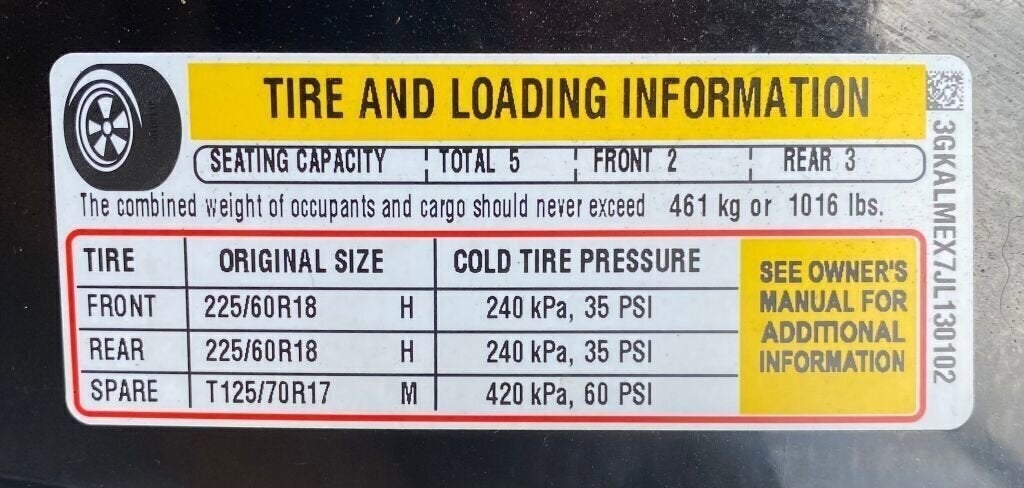 TIRE AND LOADING INFORMATION
SEATING CAPACITY TOTAL 5 FRONT 2 REAR 3
The combined weight of occupants and cargo should never exceed 461 kg or 1016 lbs.
TIRE ORIGINAL SIZE COLD TIRE PRESSURE
FRONT 225/60R18 H 240 kPa, 35 PSI
REAR 225/60R18 H 240 kPa, 35 PSI
SPARE T125/70R17 M 420 kPa, 60 PSI
SEE OWNER'S
MANUAL FOR
ADDITIONAL
INFORMATION
3GKALMEX7JL130102